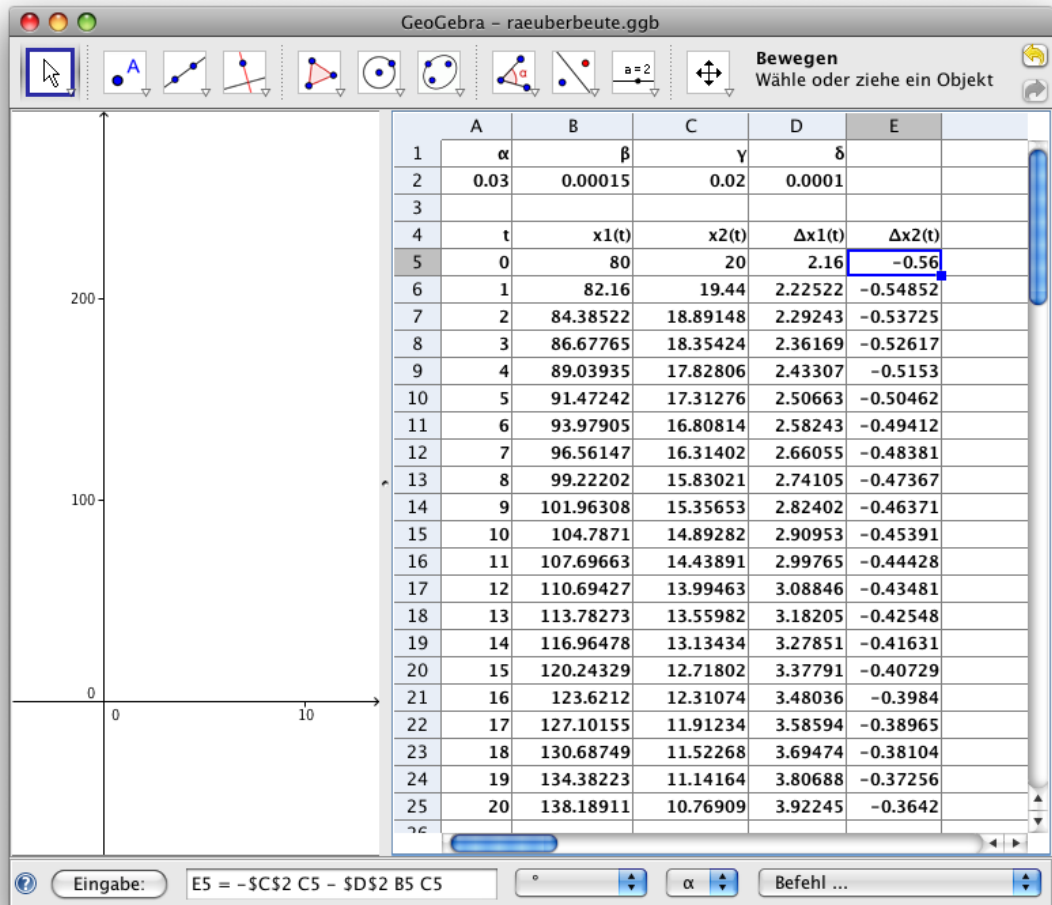 GeoGebra – raeuberbeute.ggb
A
α
a=2
Bewegen
Wähle oder ziehe ein Objekt
200
100
0
0 10
A B C D E
1 α β γ δ
2 0.03 0.00015 0.02 0.0001
3
4 t x1(t) x2(t) Δx1(t) Δx2(t)
5 0 80 20 2.16 −0.56
6 1 82.16 19.44 2.22522 −0.54852
7 2 84.38522 18.89148 2.29243 −0.53725
8 3 86.67765 18.35424 2.36169 −0.52617
9 4 89.03935 17.82806 2.43307 −0.5153
10 5 91.47242 17.31276 2.50663 −0.50462
11 6 93.97905 16.80814 2.58243 −0.49412
12 7 96.56147 16.31402 2.66055 −0.48381
13 8 99.22202 15.83021 2.74105 −0.47367
14 9 101.96308 15.35653 2.82402 −0.46371
15 10 104.7871 14.89282 2.90953 −0.45391
16 11 107.69663 14.43891 2.99765 −0.44428
17 12 110.69427 13.99463 3.08846 −0.43481
18 13 113.78273 13.55982 3.18205 −0.42548
19 14 116.96478 13.13434 3.27851 −0.41631
20 15 120.24329 12.71802 3.37791 −0.40729
21 16 123.6212 12.31074 3.48036 −0.3984
22 17 127.10155 11.91234 3.58594 −0.38965
23 18 130.68749 11.52268 3.69474 −0.38104
24 19 134.38223 11.14164 3.80688 −0.37256
25 20 138.18911 10.76909 3.92245 −0.3642
26
Eingabe: E5 = −$C$2 C5 − $D$2 B5 C5 ° α Befehl ...